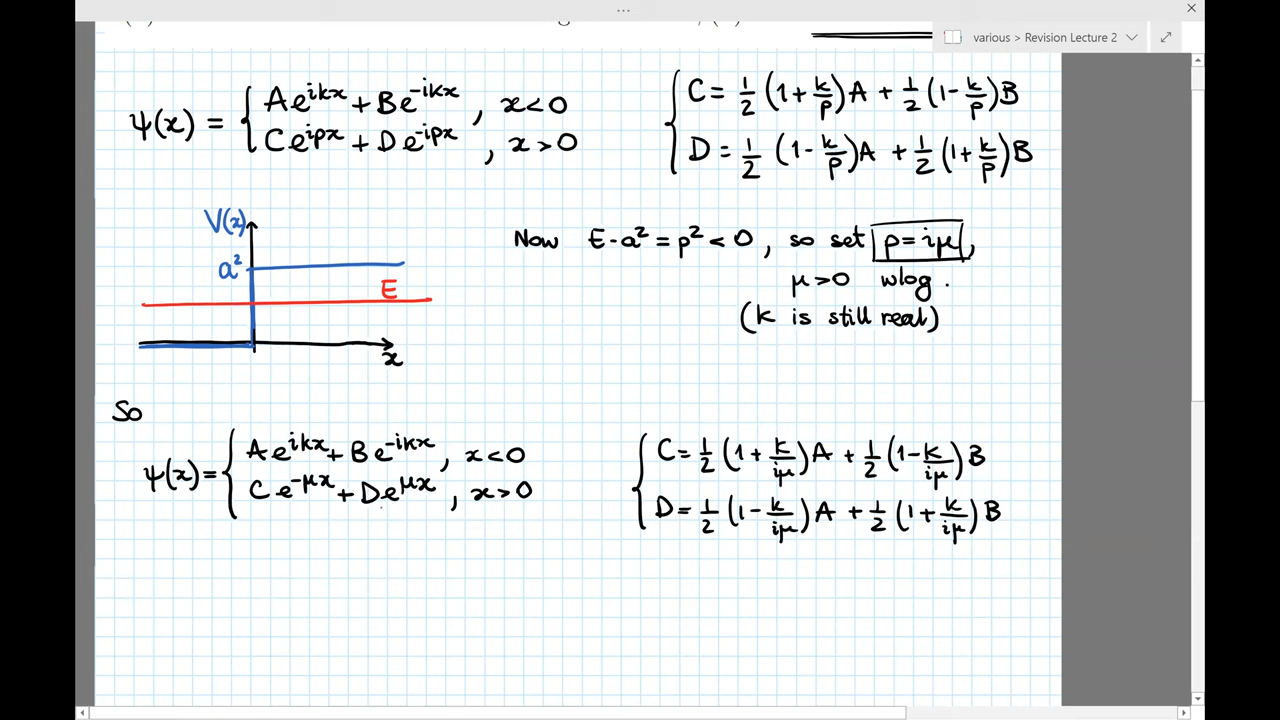 various > Revision Lecture 2
ψ(x) = { Ae^{ikx} + Be^{-ikx} , x<0
Ce^{ipx} + De^{-ipx} , x>0
{ C = 1/2 (1+ k/p)A + 1/2 (1- k/p)B
D = 1/2 (1- k/p)A + 1/2 (1+ k/p)B
V(x)
a²
E
x
Now E-a² = p² < 0 , so set p=iμ ,
μ>0 wlog .
(k is still real)
So
ψ(x) = { Ae^{ikx} + Be^{-ikx} , x<0
Ce^{-μx} + De^{μx} , x>0
{ C = 1/2 (1+ k/iμ)A + 1/2 (1- k/iμ)B
D = 1/2 (1- k/iμ)A + 1/2 (1+ k/iμ)B